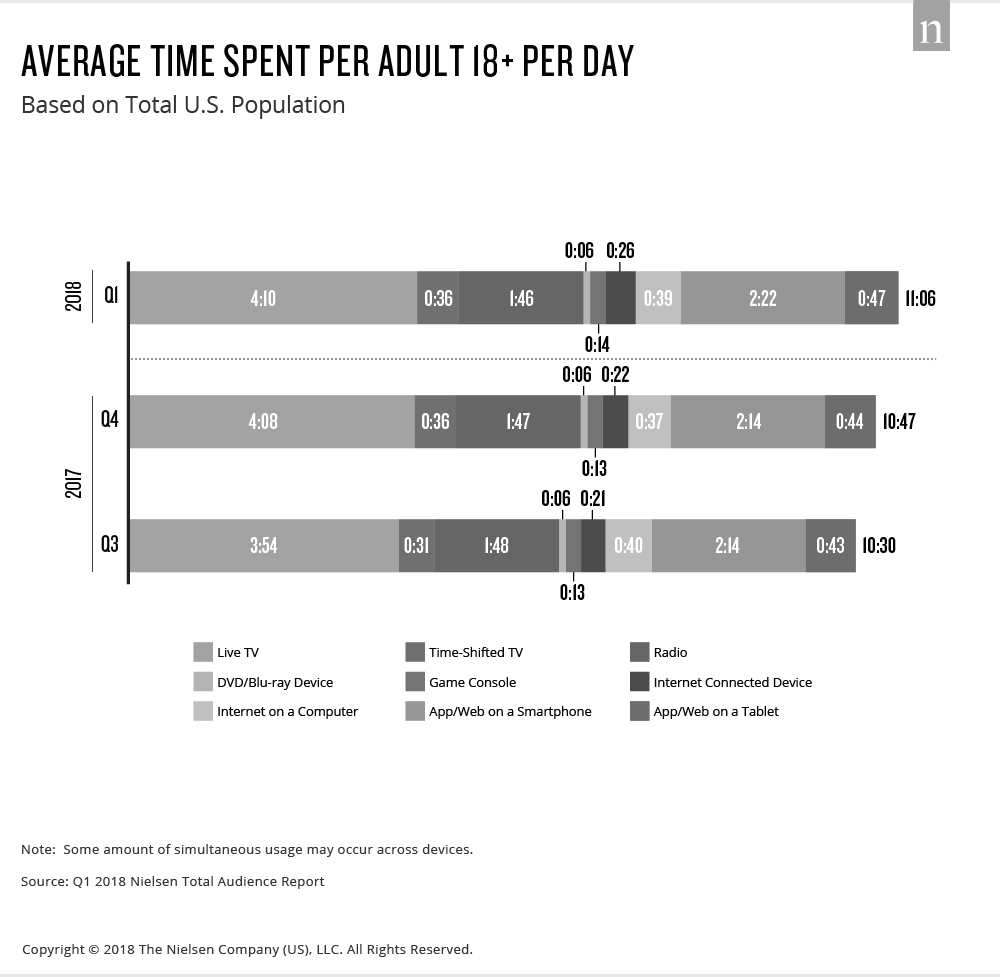 n
AVERAGE TIME SPENT PER ADULT 18+ PER DAY
Based on Total U.S. Population
0:06 0:26
2018 Q1 4:10 0:36 1:46 0:39 2:22 0:47 11:06
0:14
0:06 0:22
Q4 4:08 0:36 1:47 0:37 2:14 0:44 10:47
0:13
2017
0:06 0:21
Q3 3:54 0:31 1:48 0:40 2:14 0:43 10:30
0:13
Live TV Time-Shifted TV Radio
DVD/Blu-ray Device Game Console Internet Connected Device
Internet on a Computer App/Web on a Smartphone App/Web on a Tablet
Note: Some amount of simultaneous usage may occur across devices.
Source: Q1 2018 Nielsen Total Audience Report
Copyright © 2018 The Nielsen Company (US), LLC. All Rights Reserved.